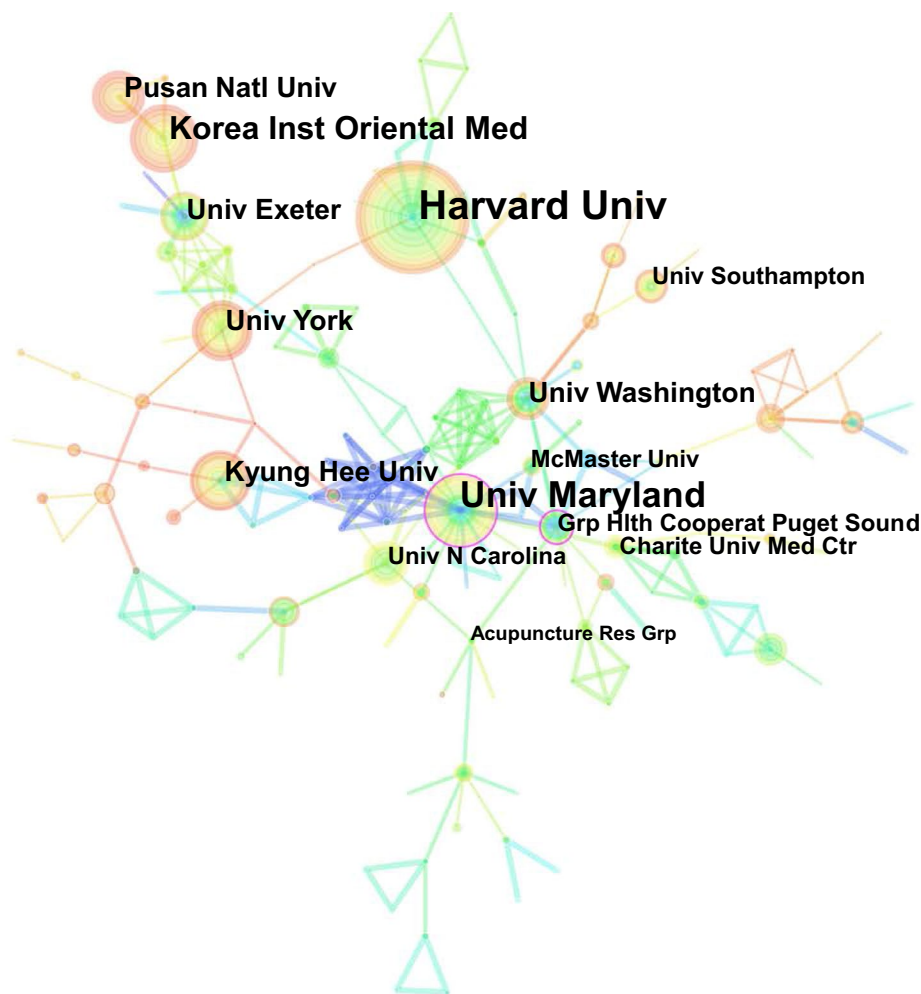 Pusan Natl Univ
Korea Inst Oriental Med
Harvard Univ
Univ Exeter
Univ Southampton
Univ York
Univ Washington
McMaster Univ
Kyung Hee Univ
Univ Maryland
Grp Hlth Cooperat Puget Sound
Charite Univ Med Ctr
Univ N Carolina
Acupuncture Res Grp